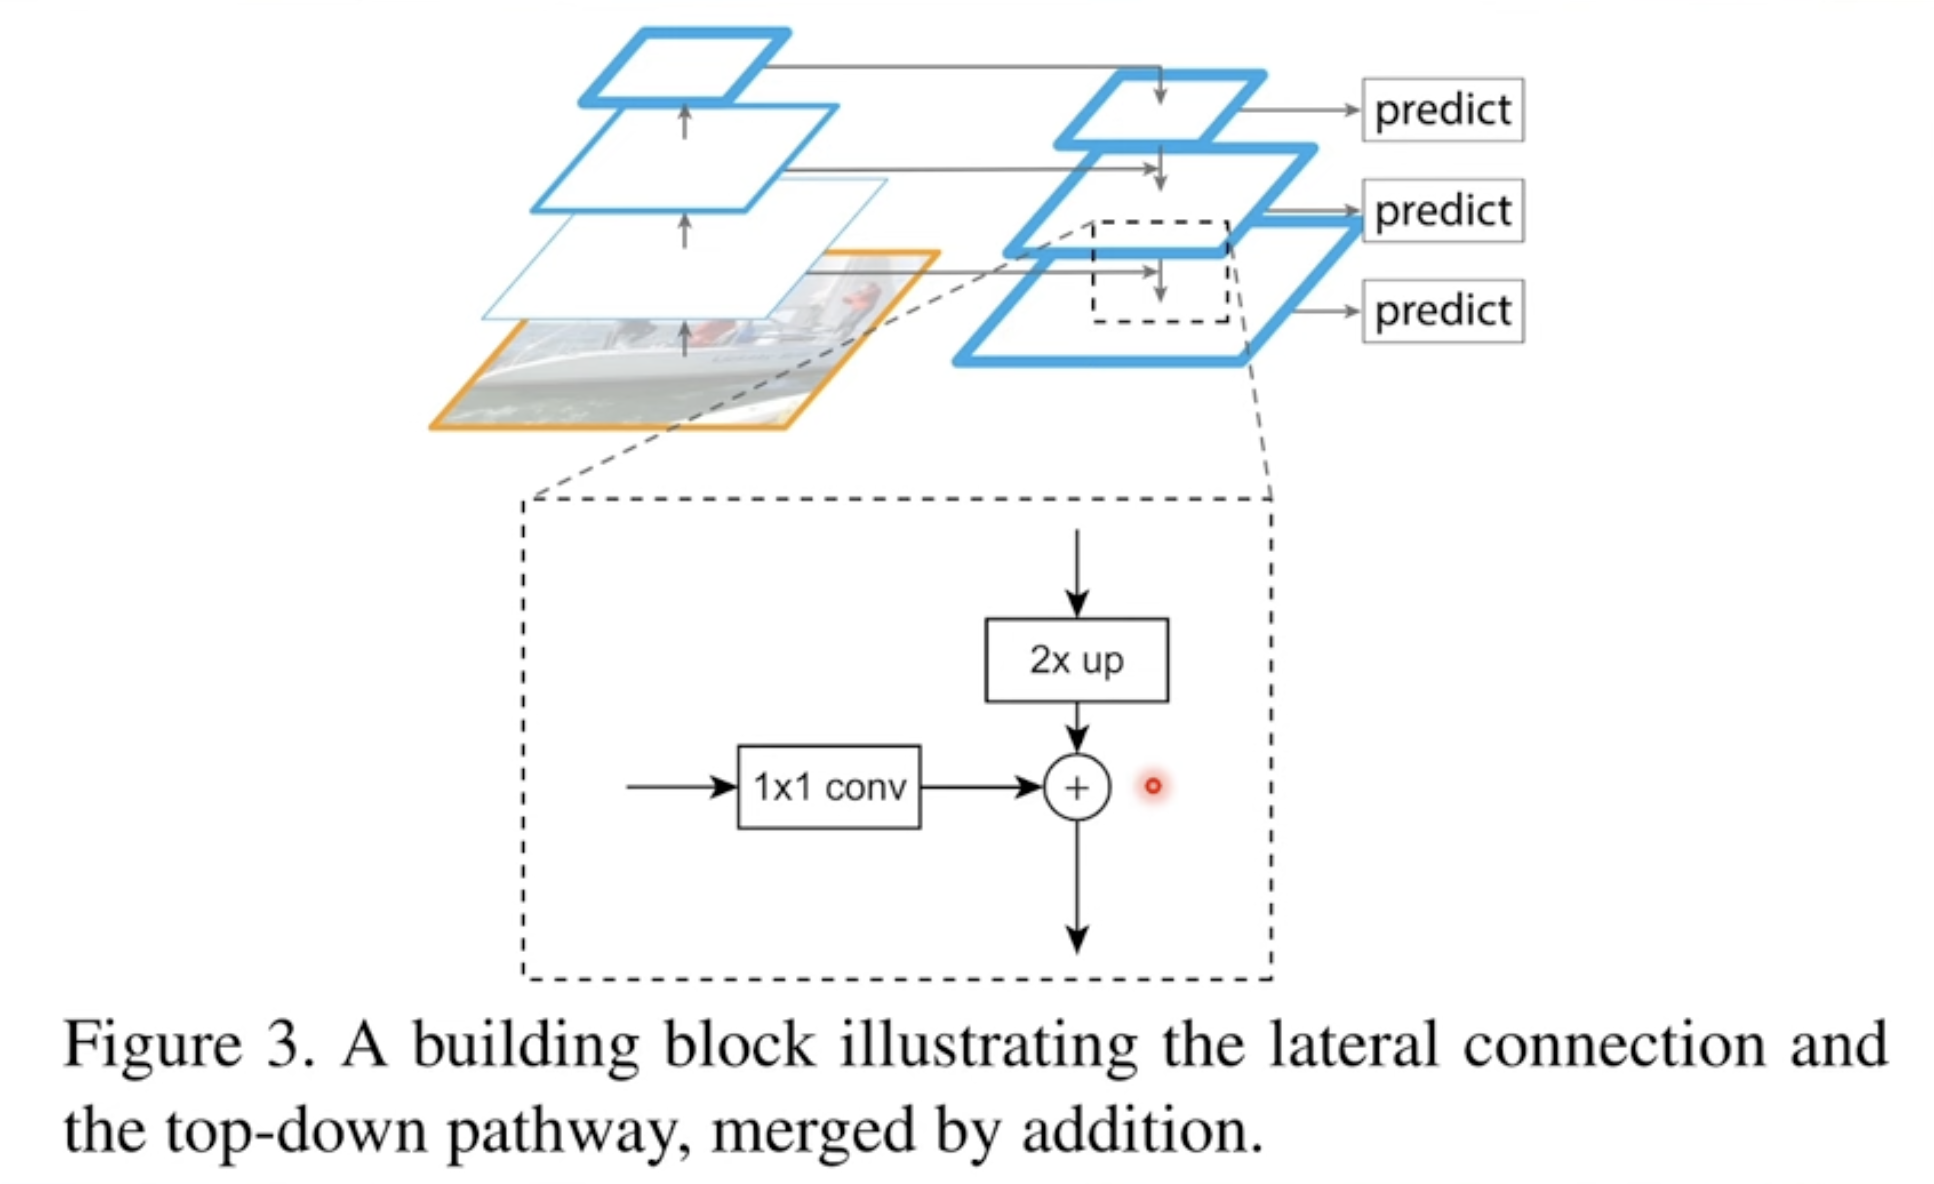 predict
predict
predict
2x up
1x1 conv
+
Figure 3. A building block illustrating the lateral connection and
the top-down pathway, merged by addition.